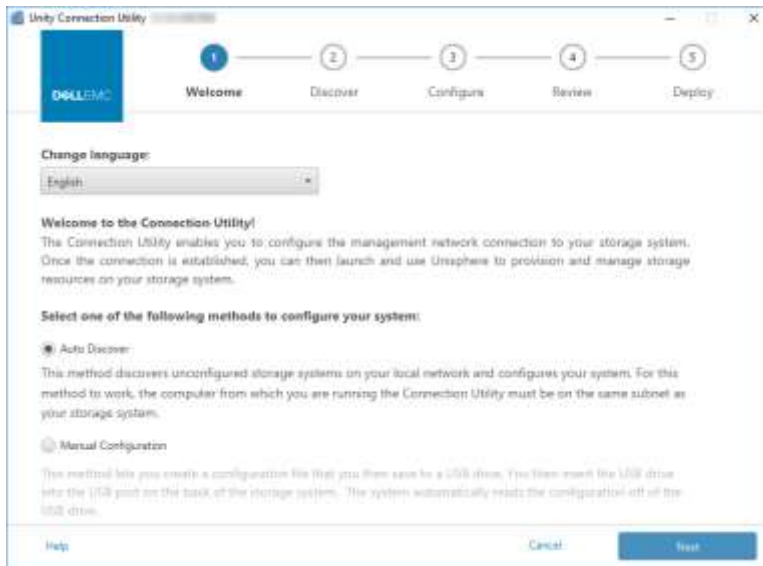 Unity Connection Utility
1 2 3 4 5
DELLEMC
Welcome Discover Configure Review Deploy
Change language:
English
Welcome to the Connection Utility!
The Connection Utility enables you to configure the management network connection to your storage system.
Once the connection is established, you can then launch and use Unisphere to provision and manage storage
resources on your storage system.
Select one of the following methods to configure your system:
Auto Discover
This method discovers unconfigured storage systems on your local network and configures your system. For this
method to work, the computer from which you are running the Connection Utility must be on the same subnet as
your storage system.
Manual Configuration
This method lets you create a configuration file that you then save to a USB drive. You then insert the USB drive
into the USB port on the back of the storage system. The system automatically reads the configuration off of the
USB drive.
Help Cancel Next